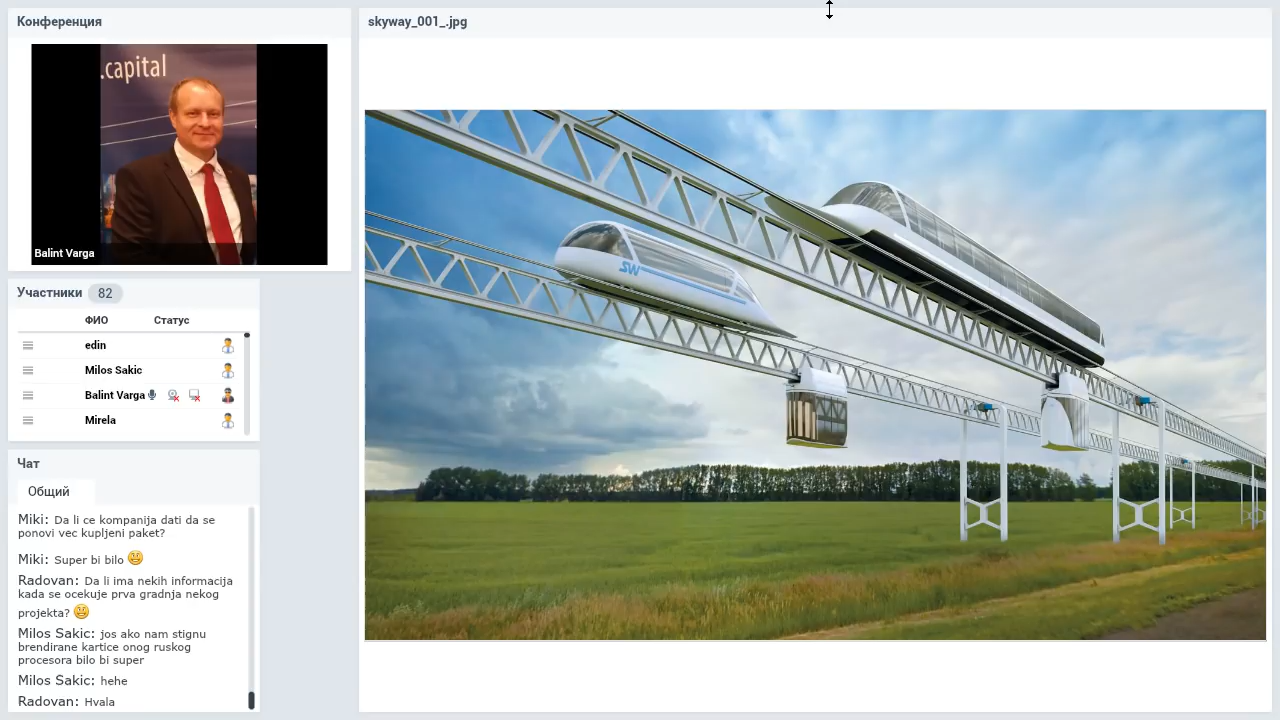 Конференция
.capital
Balint Varga
Участники 82
ФИО Статус
edin
Milos Sakic
Balint Varga
Mirela
Чат
Общий
Miki: Da li ce kompanija dati da se
ponovi vec kupljeni paket?
Miki: Super bi bilo
Radovan: Da li ima nekih informacija
kada se ocekuje prva gradnja nekog
projekta?
Milos Sakic: jos ako nam stignu
brendirane kartice onog ruskog
procesora bilo bi super
Milos Sakic: hehe
Radovan: Hvala
skyway_001_.jpg
SW